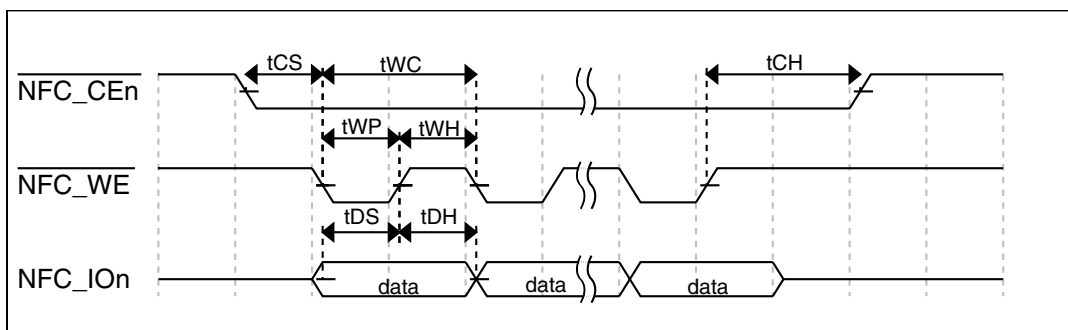 tCS tWC tCH
NFC_CEn
tWP tWH
NFC_WE
tDS tDH
NFC_IOn data data data